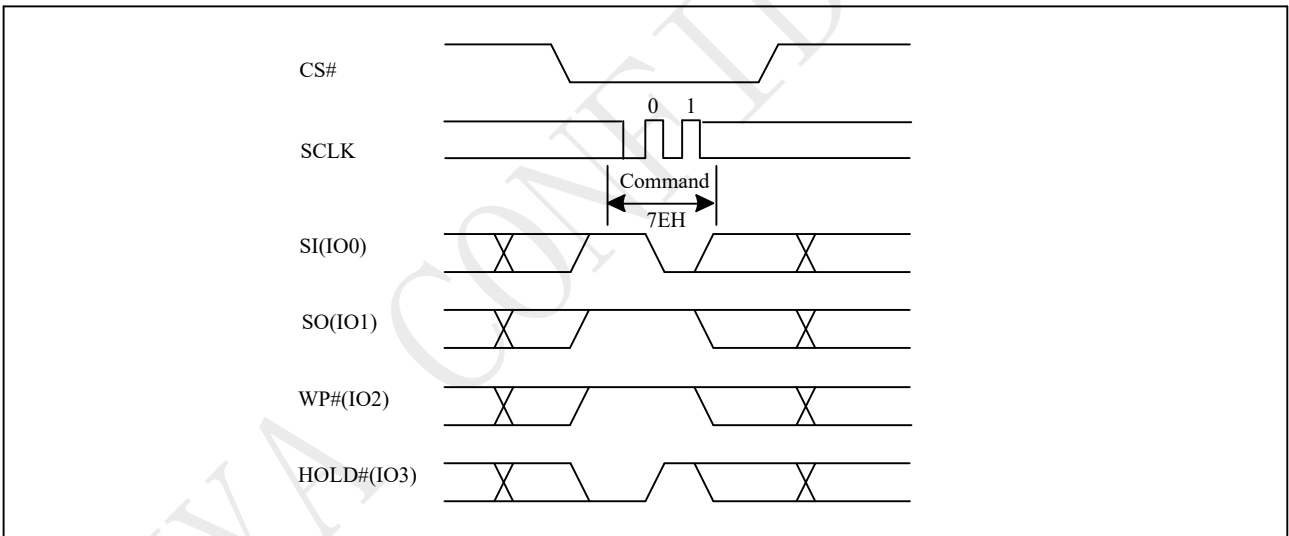 CS#
0 1
SCLK
Command
7EH
SI(IO0)
SO(IO1)
WP#(IO2)
HOLD#(IO3)